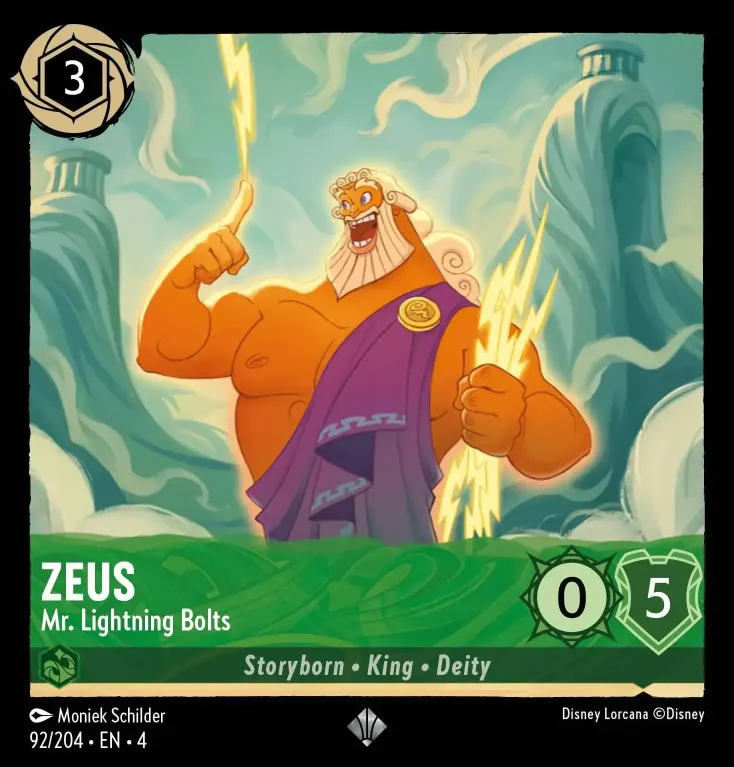 3
ZEUS
Mr. Lightning Bolts
0
5
Storyborn • King • Deity
Moniek Schilder
Disney Lorcana ©Disney
92/204 • EN • 4